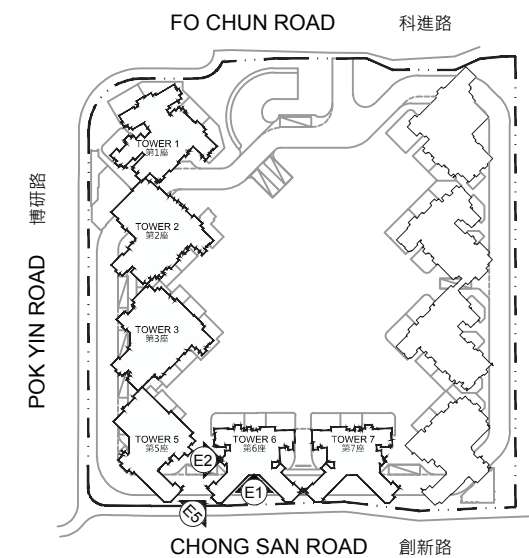 FO CHUN ROAD 科進路
TOWER 1
第1座
POK YIN ROAD 博研路
TOWER 2
第2座
TOWER 3
第3座
TOWER 5
第5座
E2
TOWER 6
第6座
TOWER 7
第7座
E1
E5
CHONG SAN ROAD 創新路